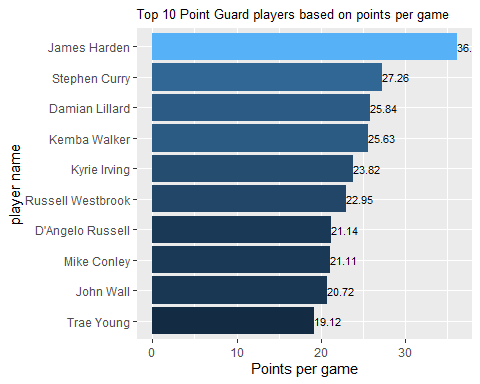 Top 10 Point Guard players based on points per game
player name
James Harden 36.
Stephen Curry 27.26
Damian Lillard 25.84
Kemba Walker 25.63
Kyrie Irving 23.82
Russell Westbrook 22.95
D'Angelo Russell 21.14
Mike Conley 21.11
John Wall 20.72
Trae Young 19.12
0 10 20 30
Points per game